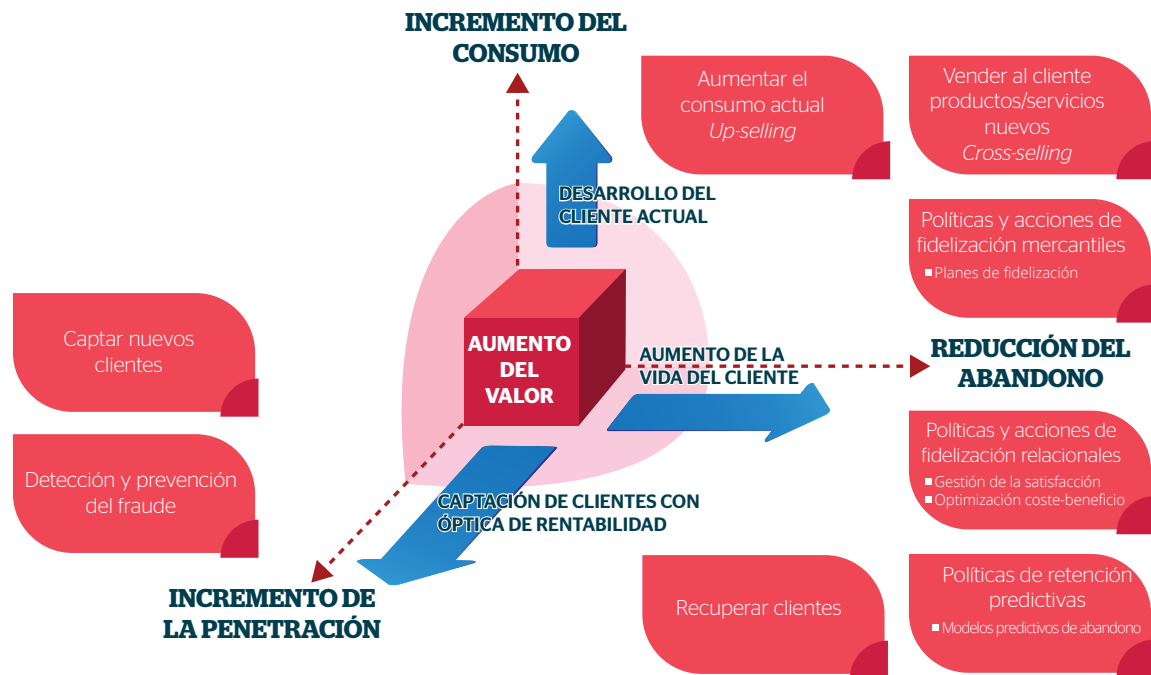 INCREMENTO DEL
CONSUMO
Aumentar el
consumo actual
Up-selling
Vender al cliente
productos/servicios
nuevos
Cross-selling
DESARROLLO DEL
CLIENTE ACTUAL
Políticas y acciones de
fidelización mercantiles
Planes de fidelización
Captar nuevos
clientes
AUMENTO
DEL
VALOR
AUMENTO DE LA
VIDA DEL CLIENTE
REDUCCIÓN DEL
ABANDONO
Detección y prevención
del fraude
Políticas y acciones de
fidelización relacionales
Gestión de la satisfacción
Optimización coste-beneficio
CAPTACIÓN DE CLIENTES CON
ÓPTICA DE RENTABILIDAD
INCREMENTO DE
LA PENETRACIÓN
Recuperar clientes
Políticas de retención
predictivas
Modelos predictivos de abandono